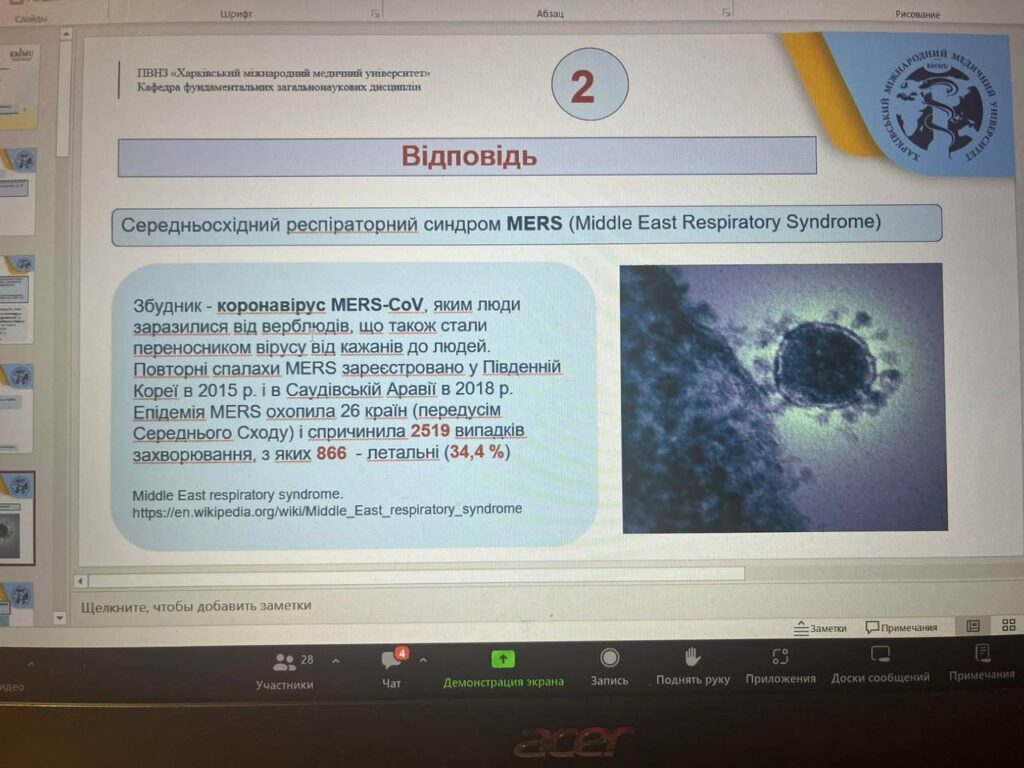 Слайды
Шрифт
Абзац
Рисование
ПВНЗ «Харківський міжнародний медичний університет»
Кафедра фундаментальних загальнонаукових дисциплін
2
ХАРКІВСЬКИЙ МІЖНАРОДНИЙ МЕДИЧНИЙ УНІВЕРСИТЕТ
KMMU
Відповідь
Середньосхідний респіраторний синдром MERS (Middle East Respiratory Syndrome)
Збудник - коронавірус MERS-CoV, яким люди
заразилися від верблюдів, що також стали
переносником вірусу від кажанів до людей.
Повторні спалахи MERS зареєстровано у Південній
Кореї в 2015 р. і в Саудівській Аравії в 2018 р.
Епідемія MERS охопила 26 країн (передусім
Середнього Сходу) і спричинила 2519 випадків
захворювання, з яких 866 - летальні (34,4 %)
Middle East respiratory syndrome.
https://en.wikipedia.org/wiki/Middle_East_respiratory_syndrome
Щелкните, чтобы добавить заметки
Заметки
Примечания
28
4
Участники
Чат
Демонстрация экрана
Запись
Поднять руку
Приложения
Доски сообщений
Примечания
acer